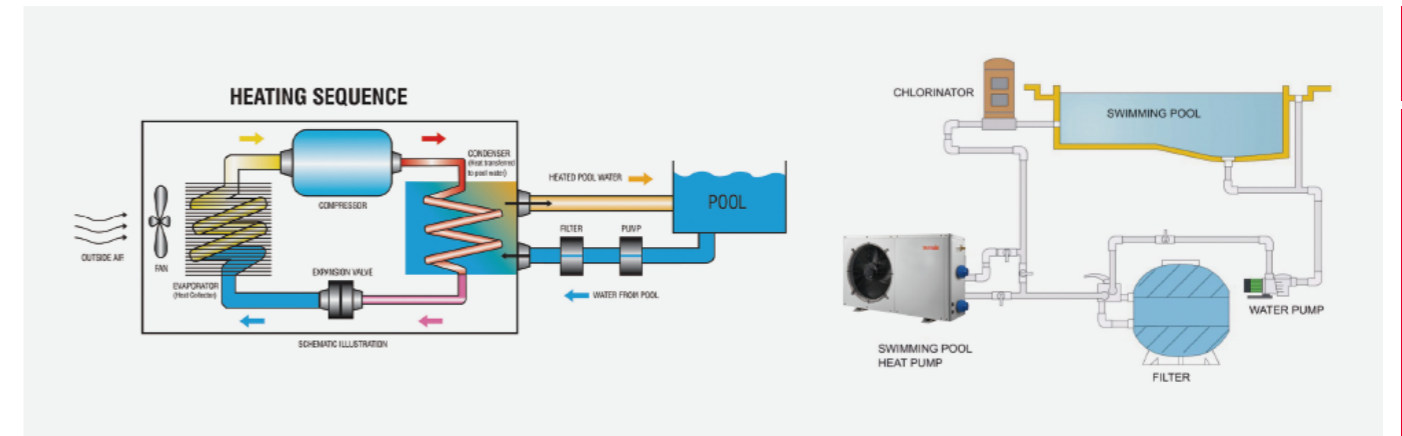 HEATING SEQUENCE
CONDENSER
(Heat transferred
to pool water)
COMPRESSOR
HEATED POOL WATER
POOL
FILTER
PUMP
OUTSIDE AIR
FAN
EVAPORATOR
(Heat Collector)
EXPANSION VALVE
WATER FROM POOL
SCHEMATIC ILLUSTRATION
CHLORINATOR
SWIMMING POOL
SWIMMING POOL
HEAT PUMP
WATER PUMP
FILTER